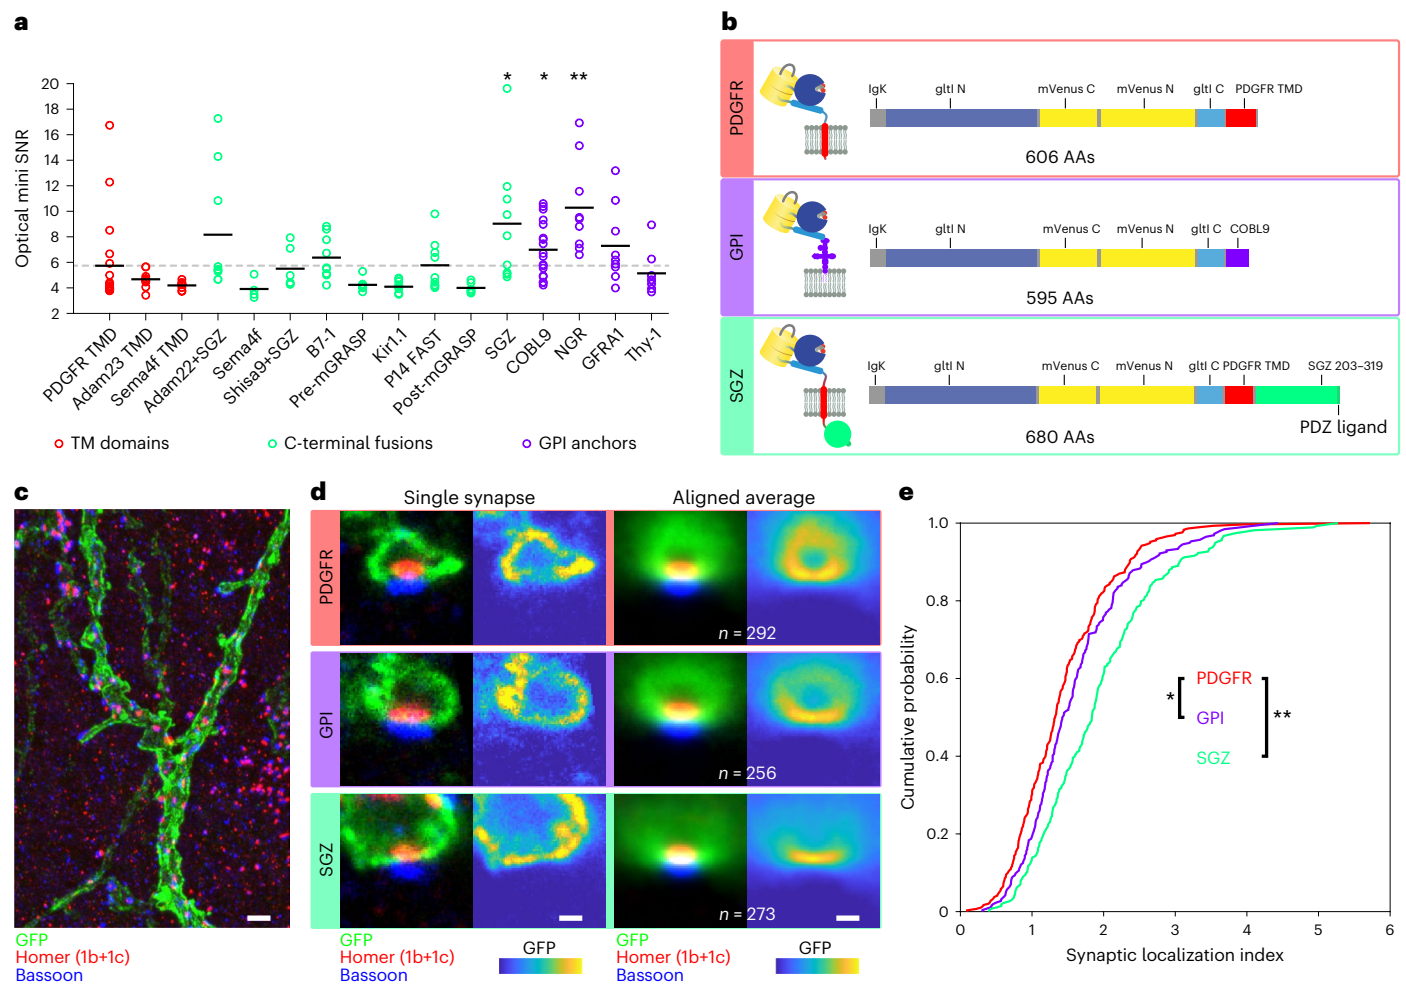 a
Optical mini SNR
20
18
16
14
12
10
8
6
4
2
*
*
**
PDGFR TMD
Adam23 TMD
Sema4f TMD
Adam22+SGZ
Sema4f
Shisa9+SGZ
B7-1
Pre-mGRASP
Kir1.1
P14 FAST
Post-mGRASP
SGZ
COBL9
NGR
GFRA1
Thy-1
TM domains
C-terminal fusions
GPI anchors
b
PDGFR
IgK
gltI N
mVenus C
mVenus N
gltI C
PDGFR TMD
606 AAs
GPI
IgK
gltI N
mVenus C
mVenus N
gltI C
COBL9
595 AAs
SGZ
IgK
gltI N
mVenus C
mVenus N
gltI C
PDGFR TMD
SGZ 203–319
680 AAs
PDZ ligand
c
GFP
Homer (1b+1c)
Bassoon
d
Single synapse
Aligned average
PDGFR
n = 292
GPI
n = 256
SGZ
n = 273
GFP
Homer (1b+1c)
Bassoon
GFP
GFP
Homer (1b+1c)
Bassoon
GFP
e
Cumulative probability
1.0
0.8
0.6
0.4
0.2
0
0
1
2
3
4
5
6
Synaptic localization index
PDGFR
GPI
SGZ
*
**